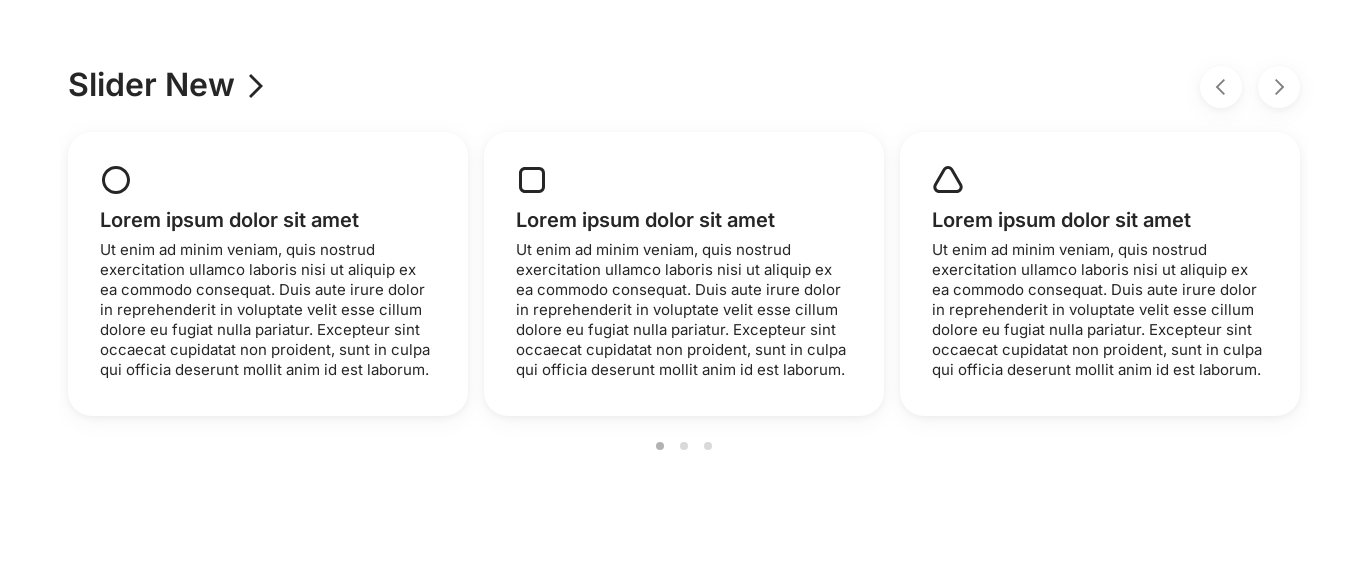 Slider New
Lorem ipsum dolor sit amet
Ut enim ad minim veniam, quis nostrud
exercitation ullamco laboris nisi ut aliquip ex
ea commodo consequat. Duis aute irure dolor
in reprehenderit in voluptate velit esse cillum
dolore eu fugiat nulla pariatur. Excepteur sint
occaecat cupidatat non proident, sunt in culpa
qui officia deserunt mollit anim id est laborum.
Lorem ipsum dolor sit amet
Ut enim ad minim veniam, quis nostrud
exercitation ullamco laboris nisi ut aliquip ex
ea commodo consequat. Duis aute irure dolor
in reprehenderit in voluptate velit esse cillum
dolore eu fugiat nulla pariatur. Excepteur sint
occaecat cupidatat non proident, sunt in culpa
qui officia deserunt mollit anim id est laborum.
Lorem ipsum dolor sit amet
Ut enim ad minim veniam, quis nostrud
exercitation ullamco laboris nisi ut aliquip ex
ea commodo consequat. Duis aute irure dolor
in reprehenderit in voluptate velit esse cillum
dolore eu fugiat nulla pariatur. Excepteur sint
occaecat cupidatat non proident, sunt in culpa
qui officia deserunt mollit anim id est laborum.